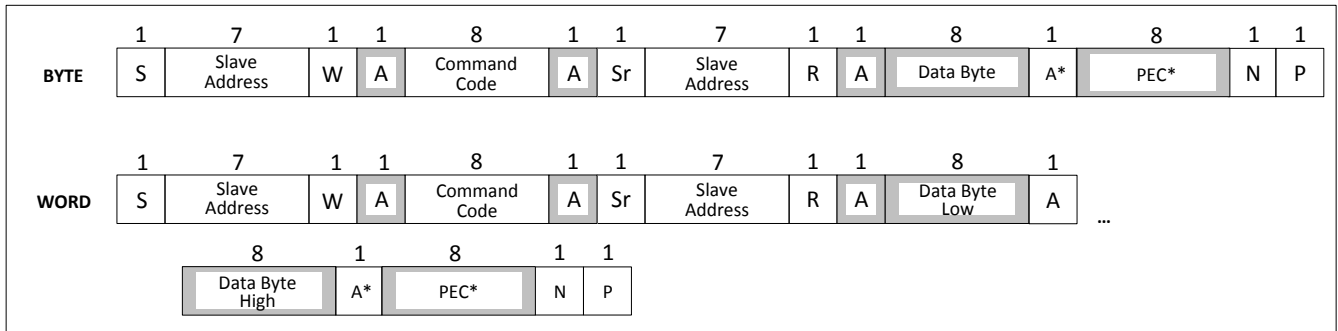 1 7 1 1 8 1 1 7 1 1 8 1 8 1 1
BYTE S Slave Address W A Command Code A Sr Slave Address R A Data Byte A* PEC* N P
1 7 1 1 8 1 1 7 1 1 8 1
WORD S Slave Address W A Command Code A Sr Slave Address R A Data Byte Low A ...
8 1 8 1 1
Data Byte High A* PEC* N P